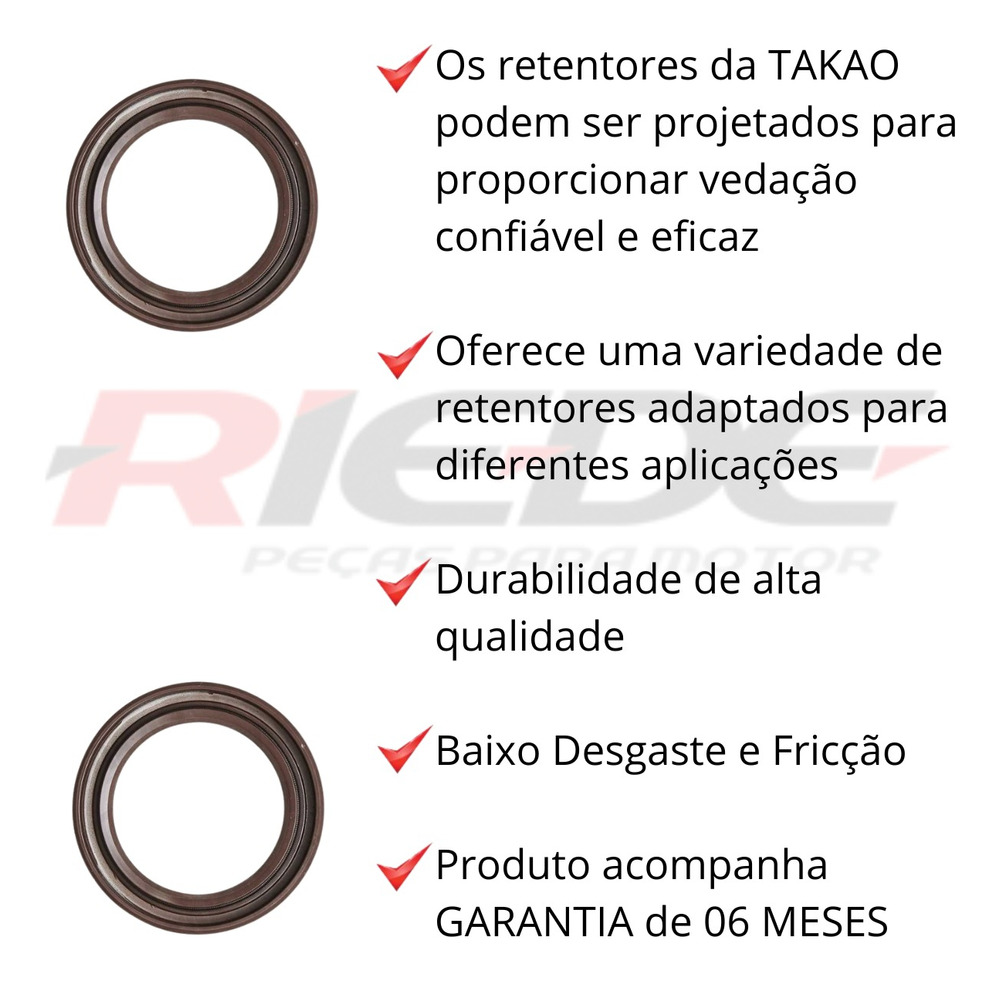 Os retentores da TAKAO
podem ser projetados para
proporcionar vedação
confiável e eficaz
Oferece uma variedade de
retentores adaptados para
diferentes aplicações
RIEDE
PEÇAS PARA MOTOR
Durabilidade de alta
qualidade
Baixo Desgaste e Fricção
Produto acompanha
GARANTIA de 06 MESES